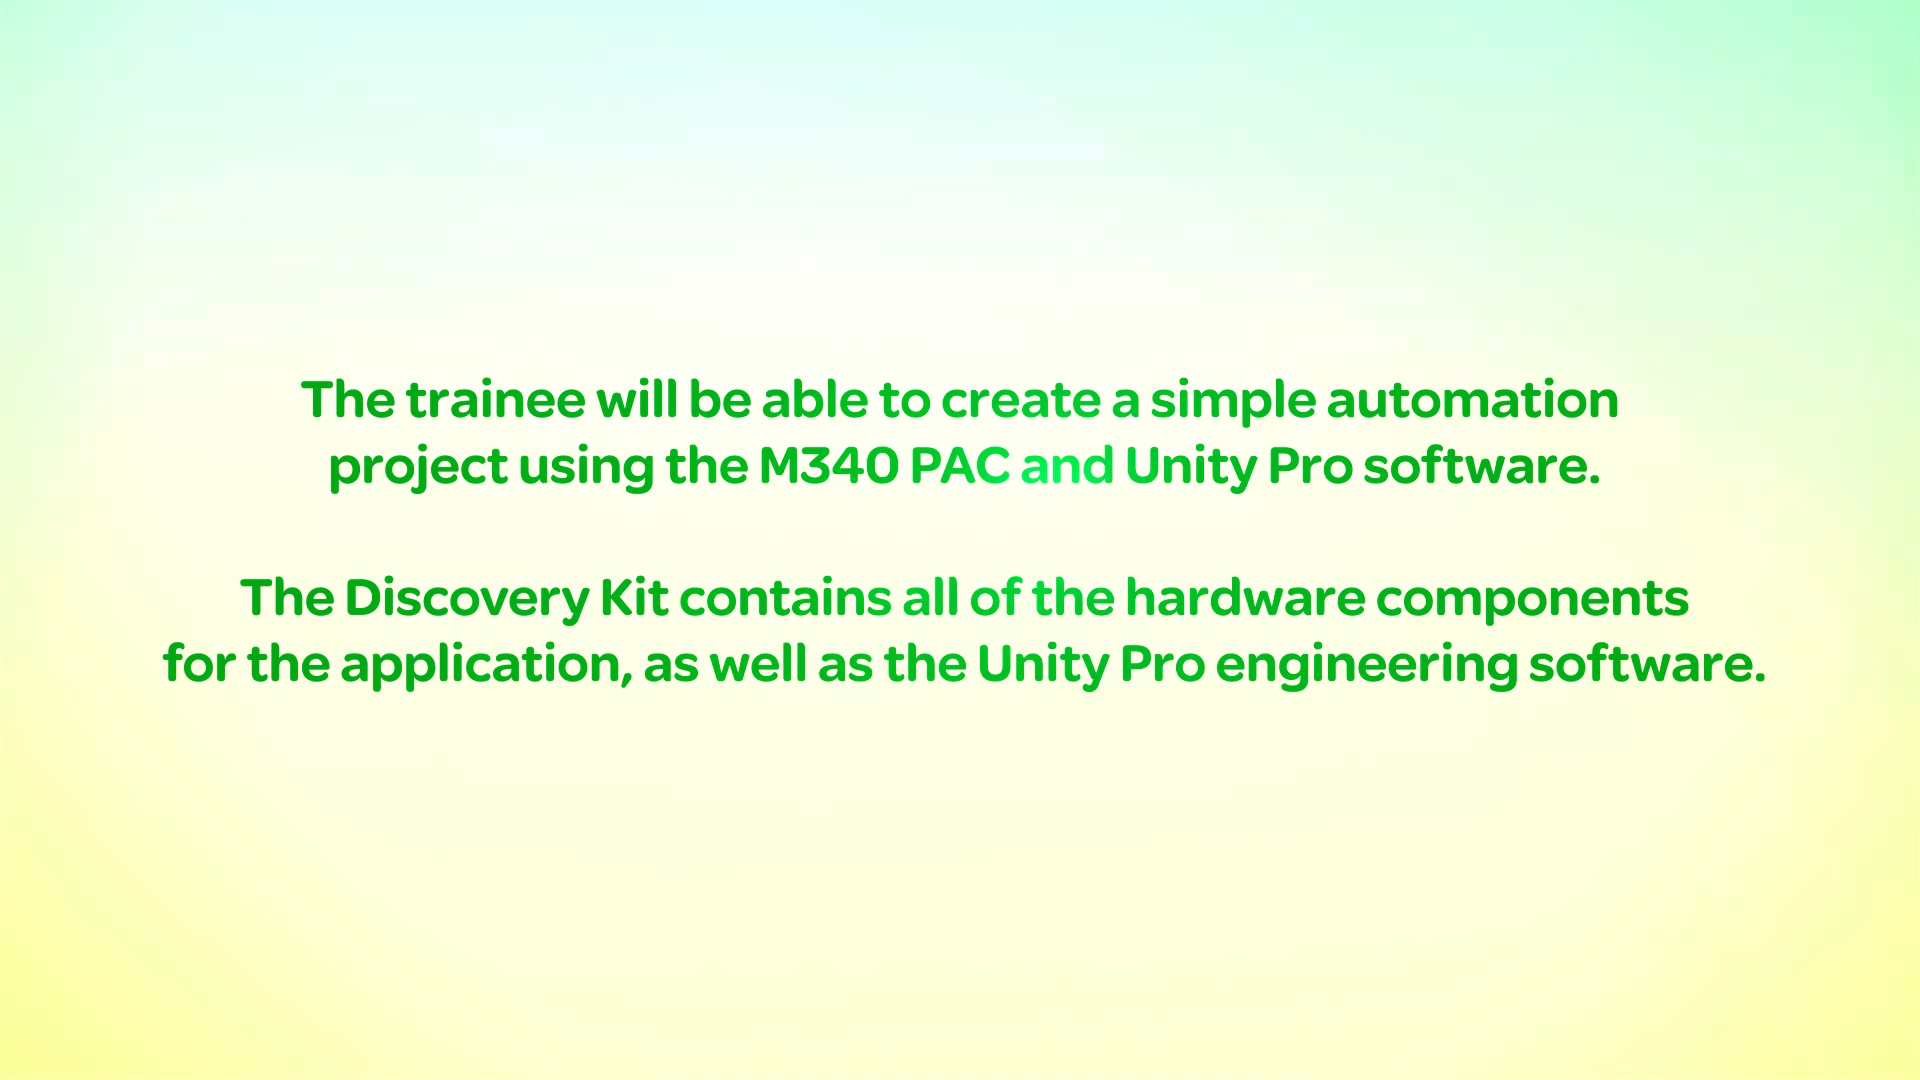 The trainee will be able to create a simple automation
project using the M340 PAC and Unity Pro software.
The Discovery Kit contains all of the hardware components
for the application, as well as the Unity Pro engineering software.